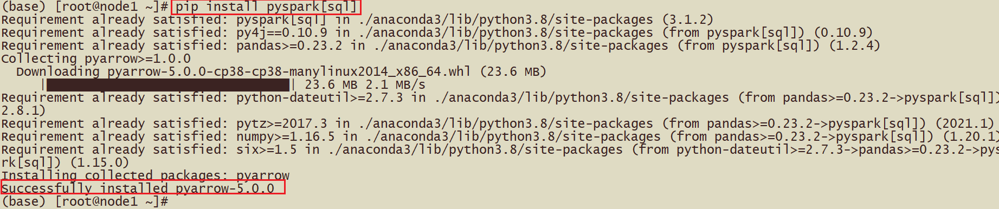 (base) [root@node1 ~]# pip install pyspark[sql]
Requirement already satisfied: pyspark[sql] in ./anaconda3/lib/python3.8/site-packages (3.1.2)
Requirement already satisfied: py4j==0.10.9 in ./anaconda3/lib/python3.8/site-packages (from pyspark[sql]) (0.10.9)
Requirement already satisfied: pandas>=0.23.2 in ./anaconda3/lib/python3.8/site-packages (from pyspark[sql]) (1.2.4)
Collecting pyarrow>=1.0.0
  Downloading pyarrow-5.0.0-cp38-cp38-manylinux2014_x86_64.whl (23.6 MB)
     |████████████████████████████████| 23.6 MB 2.1 MB/s
Requirement already satisfied: python-dateutil>=2.7.3 in ./anaconda3/lib/python3.8/site-packages (from pandas>=0.23.2->pyspark[sql])
2.8.1)
Requirement already satisfied: pytz>=2017.3 in ./anaconda3/lib/python3.8/site-packages (from pandas>=0.23.2->pyspark[sql]) (2021.1)
Requirement already satisfied: numpy>=1.16.5 in ./anaconda3/lib/python3.8/site-packages (from pandas>=0.23.2->pyspark[sql]) (1.20.1)
Requirement already satisfied: six>=1.5 in ./anaconda3/lib/python3.8/site-packages (from python-dateutil>=2.7.3->pandas>=0.23.2->pys
rk[sql]) (1.15.0)
Installing collected packages: pyarrow
Successfully installed pyarrow-5.0.0
(base) [root@node1 ~]#